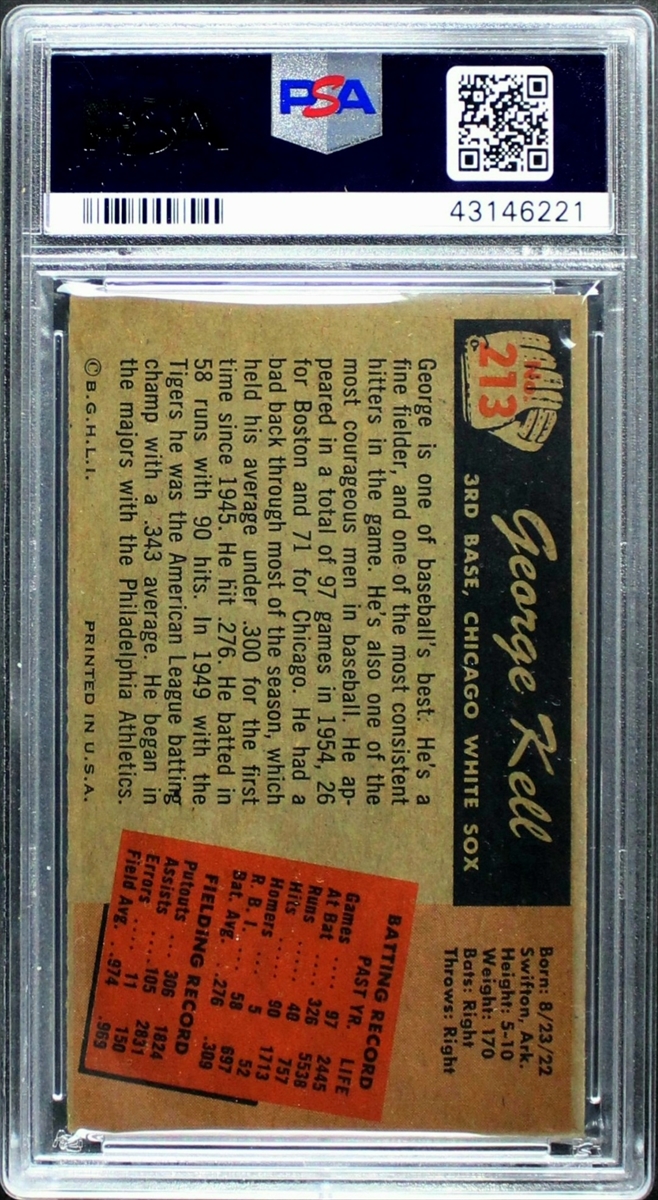 PSA
PSA
43146221
No.
213
George Kell
3RD BASE, CHICAGO WHITE SOX
Born: 8/23/22
Swifton, Ark.
Height: 5-10
Weight: 170
Bats: Right
Throws: Right
George is one of baseball's best. He's a
fine fielder, and one of the most consistent
hitters in the game. He's also one of the
most courageous men in baseball. He ap-
peared in a total of 97 games in 1954, 26
for Boston and 71 for Chicago. He had a
bad back through most of the season, which
held his average under .300 for the first
time since 1945. He hit .276. He batted in
58 runs with 90 hits. In 1949 with the
Tigers he was the American League batting
champ with a .343 average. He began in
the majors with the Philadelphia Athletics.
©B.G.H.L.I. PRINTED IN U.S.A.
BATTING RECORD
PAST YR. LIFE
Games ..... 97 2445
At Bat ..... 326 5538
Runs ...... 40 757
Hits ...... 90 1713
Homers .... 5 52
R. B. I. ... 58 697
Bat. Avg. .. .276 .309
FIELDING RECORD
Putouts .... 306 1824
Assists .... 105 2831
Errors .... 11 150
Field Avg. ..974 .969